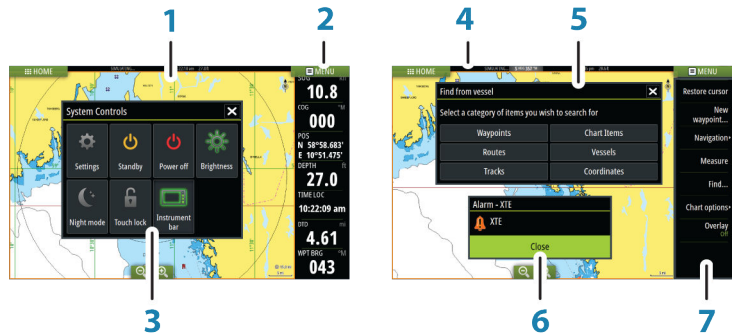 1
2
4
5
HOME
MENU
SOG kn
10.8
COG °M
000
POS
N 58°58.683'
E 10°51.475'
DEPTH ft
27.0
TIME LOC
10:22:09 am
DTD mi
4.61
WPT BRG °M
043
System Controls
Settings
Standby
Power off
Brightness
Night mode
Touch lock
Instrument
bar
3
HOME
MENU
Find from vessel
Select a category of items you wish to search for
Waypoints
Chart Items
Routes
Vessels
Tracks
Coordinates
Alarm - XTE
XTE
Close
Restore cursor
New
waypoint...
Navigation
Measure
Find...
Chart options
Overlay
off
6
7